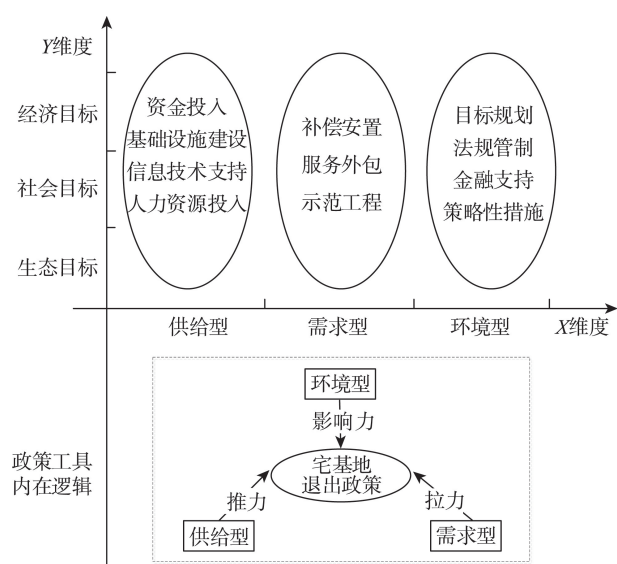 Y维度
经济目标
社会目标
生态目标
资金投入
基础设施建设
信息技术支持
人力资源投入
补偿安置
服务外包
示范工程
目标规划
法规管制
金融支持
策略性措施
供给型
需求型
环境型
X维度
政策工具
内在逻辑
环境型
影响力
宅基地
退出政策
推力
拉力
供给型
需求型